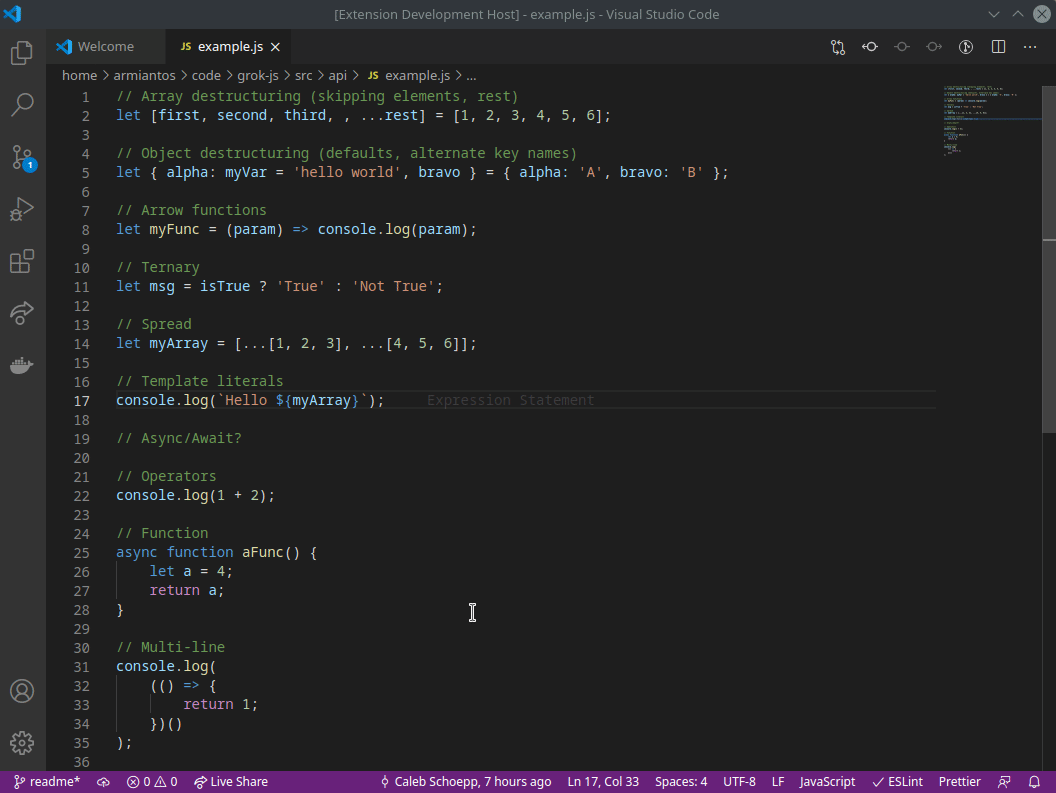 [Extension Development Host] - example.js - Visual Studio Code
Welcome
JS example.js
home > armiantos > code > grok-js > src > api > JS example.js > ...
1 // Array destructuring (skipping elements, rest)
2 let [first, second, third, , ...rest] = [1, 2, 3, 4, 5, 6];
3
4 // Object destructuring (defaults, alternate key names)
5 let { alpha: myVar = 'hello world', bravo } = { alpha: 'A', bravo: 'B' };
6
7 // Arrow functions
8 let myFunc = (param) => console.log(param);
9
10 // Ternary
11 let msg = isTrue ? 'True' : 'Not True';
12
13 // Spread
14 let myArray = [...[1, 2, 3], ...[4, 5, 6]];
15
16 // Template literals
17 console.log(`Hello ${myArray}`); Expression Statement
18
19 // Async/Await?
20
21 // Operators
22 console.log(1 + 2);
23
24 // Function
25 async function aFunc() {
26 let a = 4;
27 return a;
28 }
29
30 // Multi-line
31 console.log(
32 (() => {
33 return 1;
34 })()
35 );
36
1
readme* 0 0 Live Share Caleb Schoepp, 7 hours ago Ln 17, Col 33 Spaces: 4 UTF-8 LF JavaScript ESLint Prettier